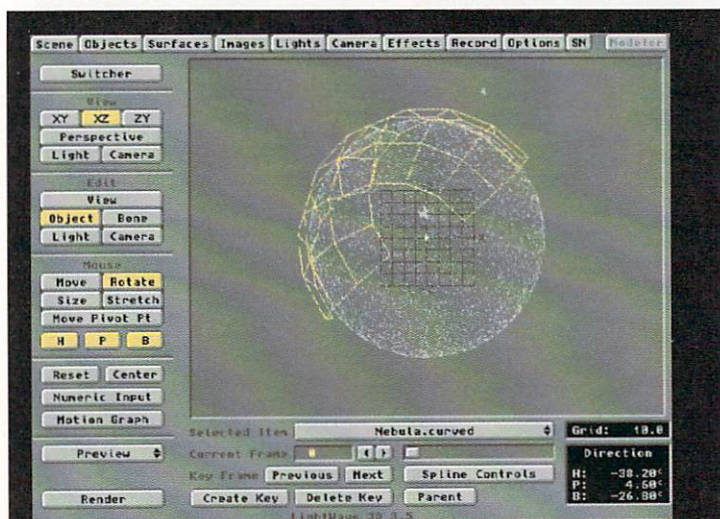 Scene Objects Surfaces Images Lights Camera Effects Record Options SN Modeler
Switcher
View
XY XZ ZY
Perspective
Light Camera
Edit
View
Object Bone
Light Camera
Mouse
Move Rotate
Size Stretch
Move Pivot Pt
H P B
Reset Center
Numeric Input
Motion Graph
Preview
Render
Selected Item Nebula.curved
Current Frame 0
Key Frame Previous Next Spline Controls
Create Key Delete Key Parent
LightWave 3D 3.5
Grid: 10.0
Direction
H: -38.20°
P: 4.60°
B: -26.80°
X